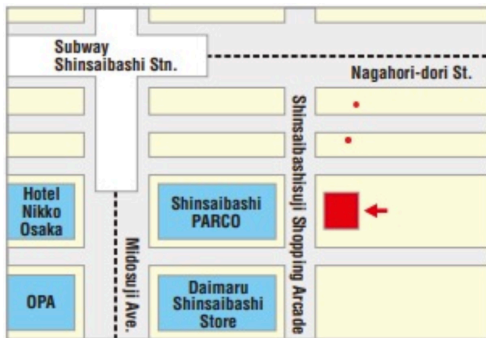 Subway
Shinsaibashi Stn.
Nagahori-dori St.
Shinsaibashisuji Shopping Arcade
Hotel
Nikko
Osaka
Shinsaibashi
PARCO
Midosuji Ave.
OPA
Daimaru
Shinsaibashi
Store